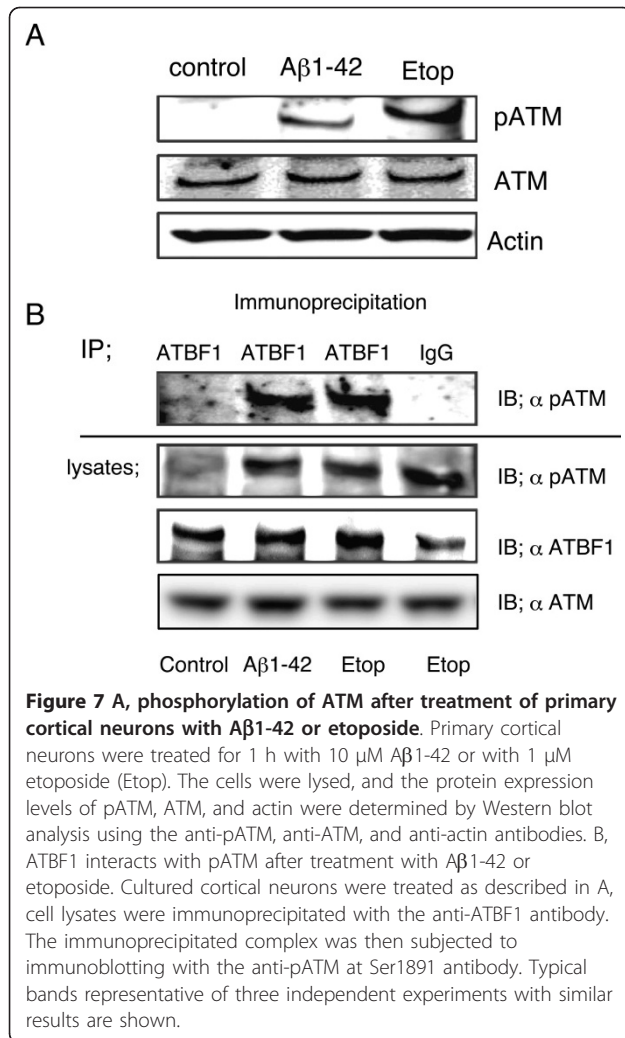 A
control Aβ1-42 Etop
pATM
ATM
Actin
Immunoprecipitation
B
IP; ATBF1 ATBF1 ATBF1 IgG
IB; α pATM
lysates;
IB; α pATM
IB; α ATBF1
IB; α ATM
Control Aβ1-42 Etop Etop
Figure 7 A, phosphorylation of ATM after treatment of primary
cortical neurons with Aβ1-42 or etoposide. Primary cortical
neurons were treated for 1 h with 10 μM Aβ1-42 or with 1 μM
etoposide (Etop). The cells were lysed, and the protein expression
levels of pATM, ATM, and actin were determined by Western blot
analysis using the anti-pATM, anti-ATM, and anti-actin antibodies. B,
ATBF1 interacts with pATM after treatment with Aβ1-42 or
etoposide. Cultured cortical neurons were treated as described in A,
cell lysates were immunoprecipitated with the anti-ATBF1 antibody.
The immunoprecipitated complex was then subjected to
immunoblotting with the anti-pATM at Ser1891 antibody. Typical
bands representative of three independent experiments with similar
results are shown.